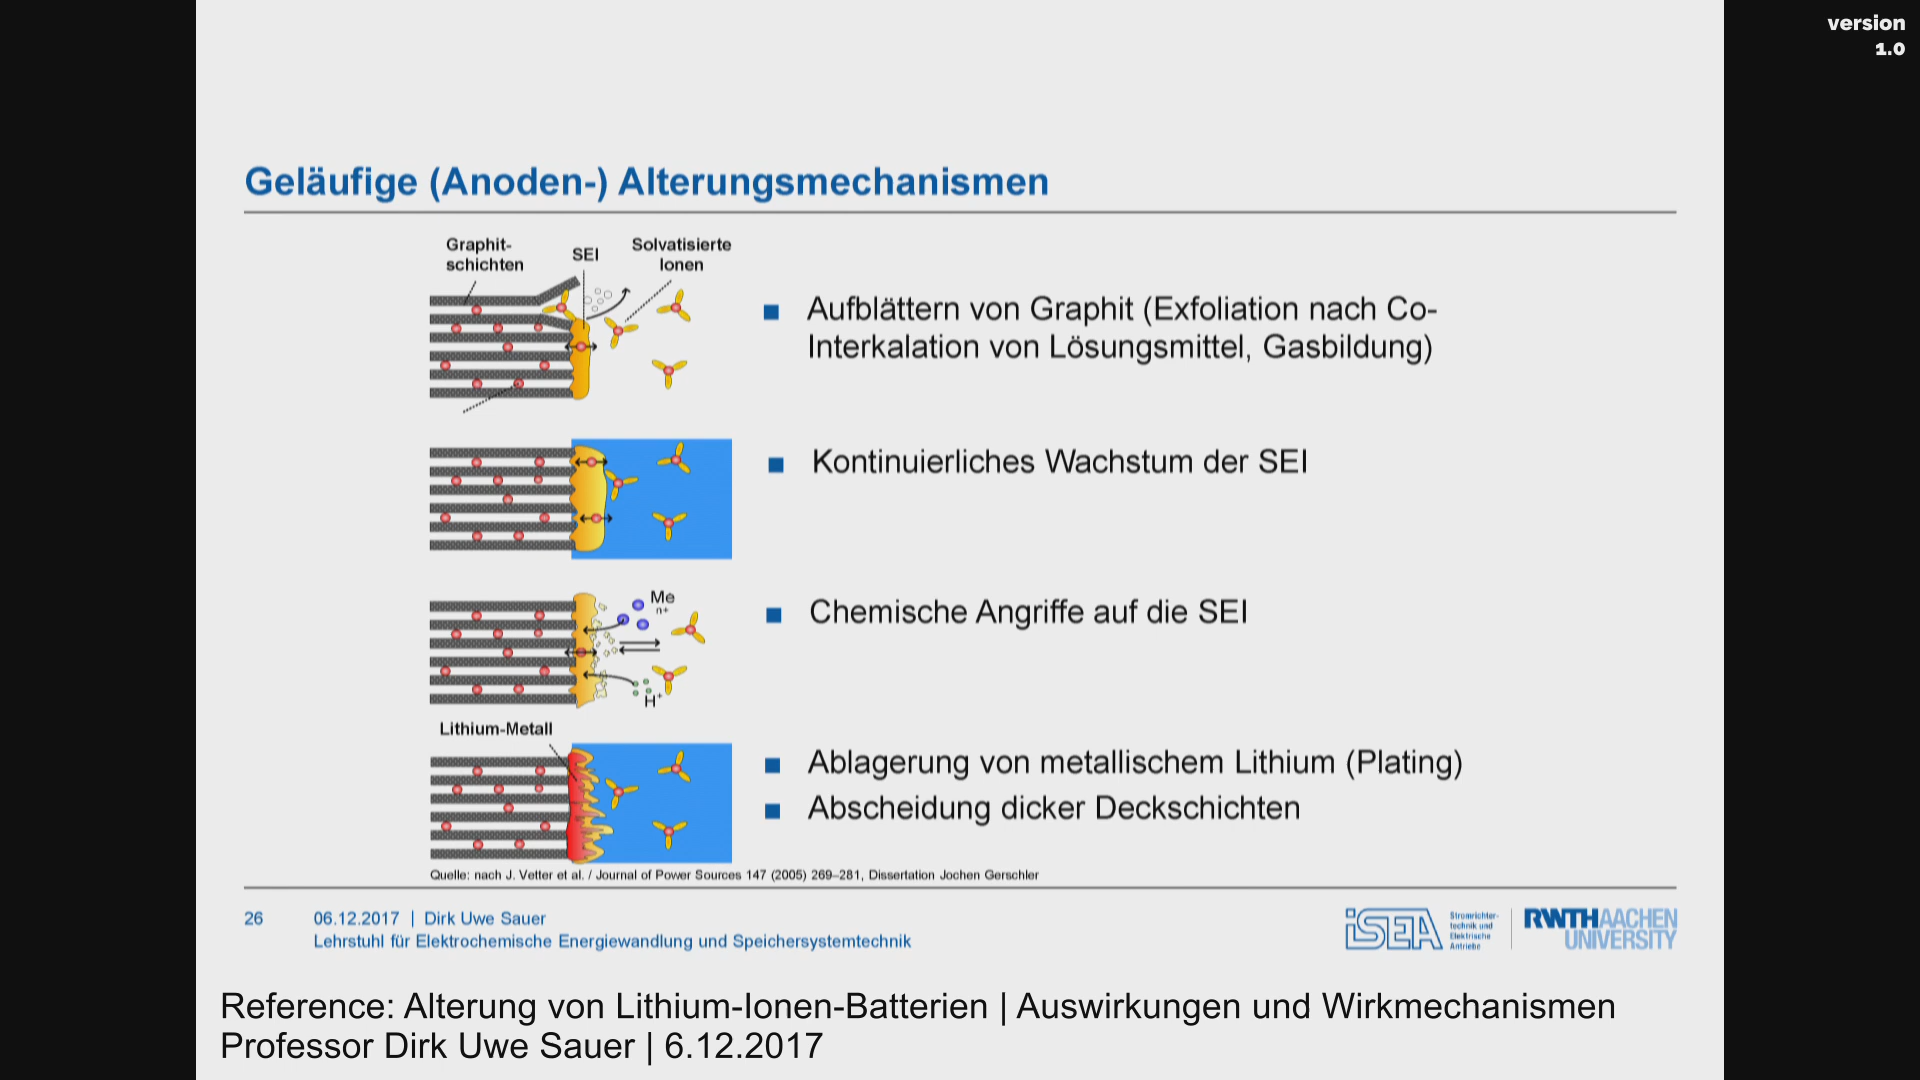 version
1.0
Geläufige (Anoden-) Alterungsmechanismen
Graphit-
schichten
SEI
Solvatisierte
Ionen
Aufblättern von Graphit (Exfoliation nach Co-
Interkalation von Lösungsmittel, Gasbildung)
Kontinuierliches Wachstum der SEI
Me
n+
H+
Chemische Angriffe auf die SEI
Lithium-Metall
Ablagerung von metallischem Lithium (Plating)
Abscheidung dicker Deckschichten
Quelle: nach J. Vetter et al. / Journal of Power Sources 147 (2005) 269–281, Dissertation Jochen Gerschler
26
06.12.2017 | Dirk Uwe Sauer
Lehrstuhl für Elektrochemische Energiewandlung und Speichersystemtechnik
iSEA
Stromrichter-
technik und
Elektrische
Antriebe
RWTHAACHEN
UNIVERSITY
Reference: Alterung von Lithium-Ionen-Batterien | Auswirkungen und Wirkmechanismen
Professor Dirk Uwe Sauer | 6.12.2017